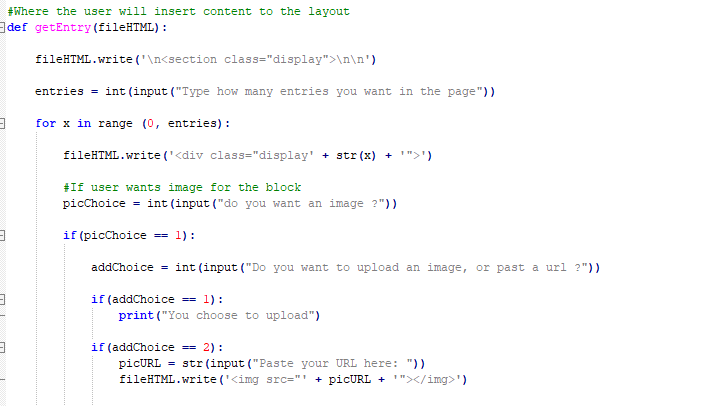 #Where the user will insert content to the layout
def getEntry(fileHTML):
fileHTML.write('\n<section class="display">\n\n')
entries = int(input("Type how many entries you want in the page"))
for x in range (0, entries):
fileHTML.write('<div class="display' + str(x) + '">')
#If user wants image for the block
picChoice = int(input("do you want an image ?"))
if(picChoice == 1):
addChoice = int(input("Do you want to upload an image, or past a url ?"))
if(addChoice == 1):
print("You choose to upload")
if(addChoice == 2):
picURL = str(input("Paste your URL here: "))
fileHTML.write('<img src="' + picURL + '"></img>')